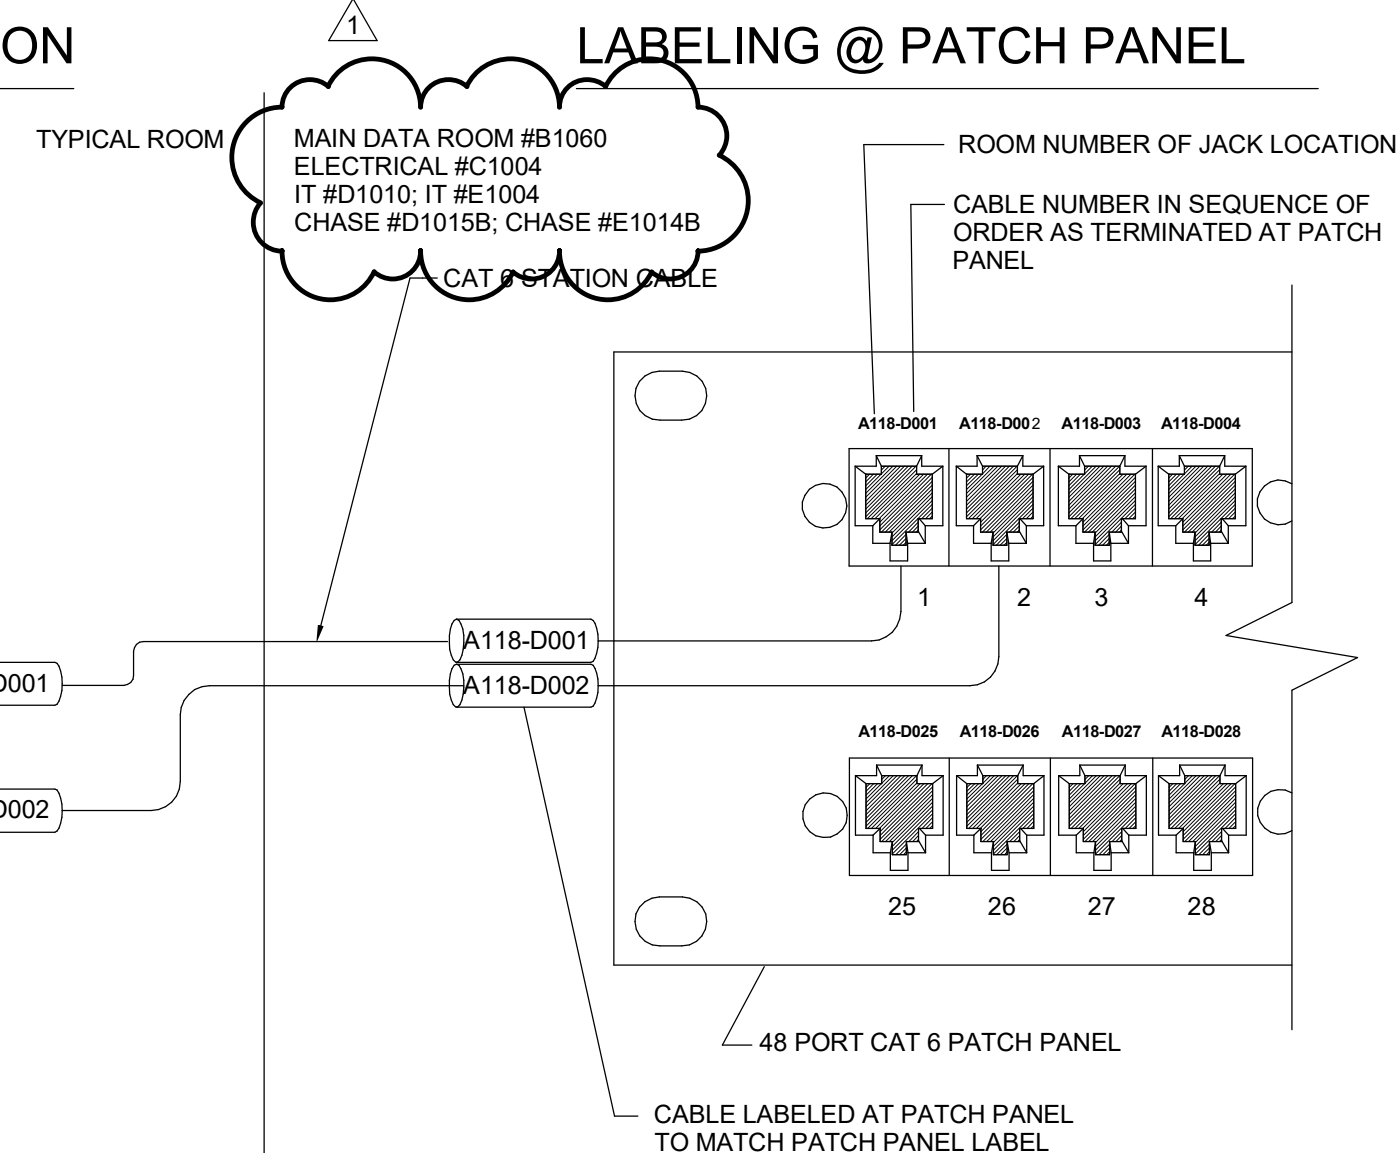 ON
1
LABELING @ PATCH PANEL
TYPICAL ROOM
MAIN DATA ROOM #B1060
ELECTRICAL #C1004
IT #D1010; IT #E1004
CHASE #D1015B; CHASE #E1014B
CAT 6 STATION CABLE
ROOM NUMBER OF JACK LOCATION
CABLE NUMBER IN SEQUENCE OF
ORDER AS TERMINATED AT PATCH
PANEL
A118-D001 A118-D002 A118-D003 A118-D004
1 2 3 4
A118-D001
A118-D002
D001
D002
A118-D025 A118-D026 A118-D027 A118-D028
25 26 27 28
48 PORT CAT 6 PATCH PANEL
CABLE LABELED AT PATCH PANEL
TO MATCH PATCH PANEL LABEL